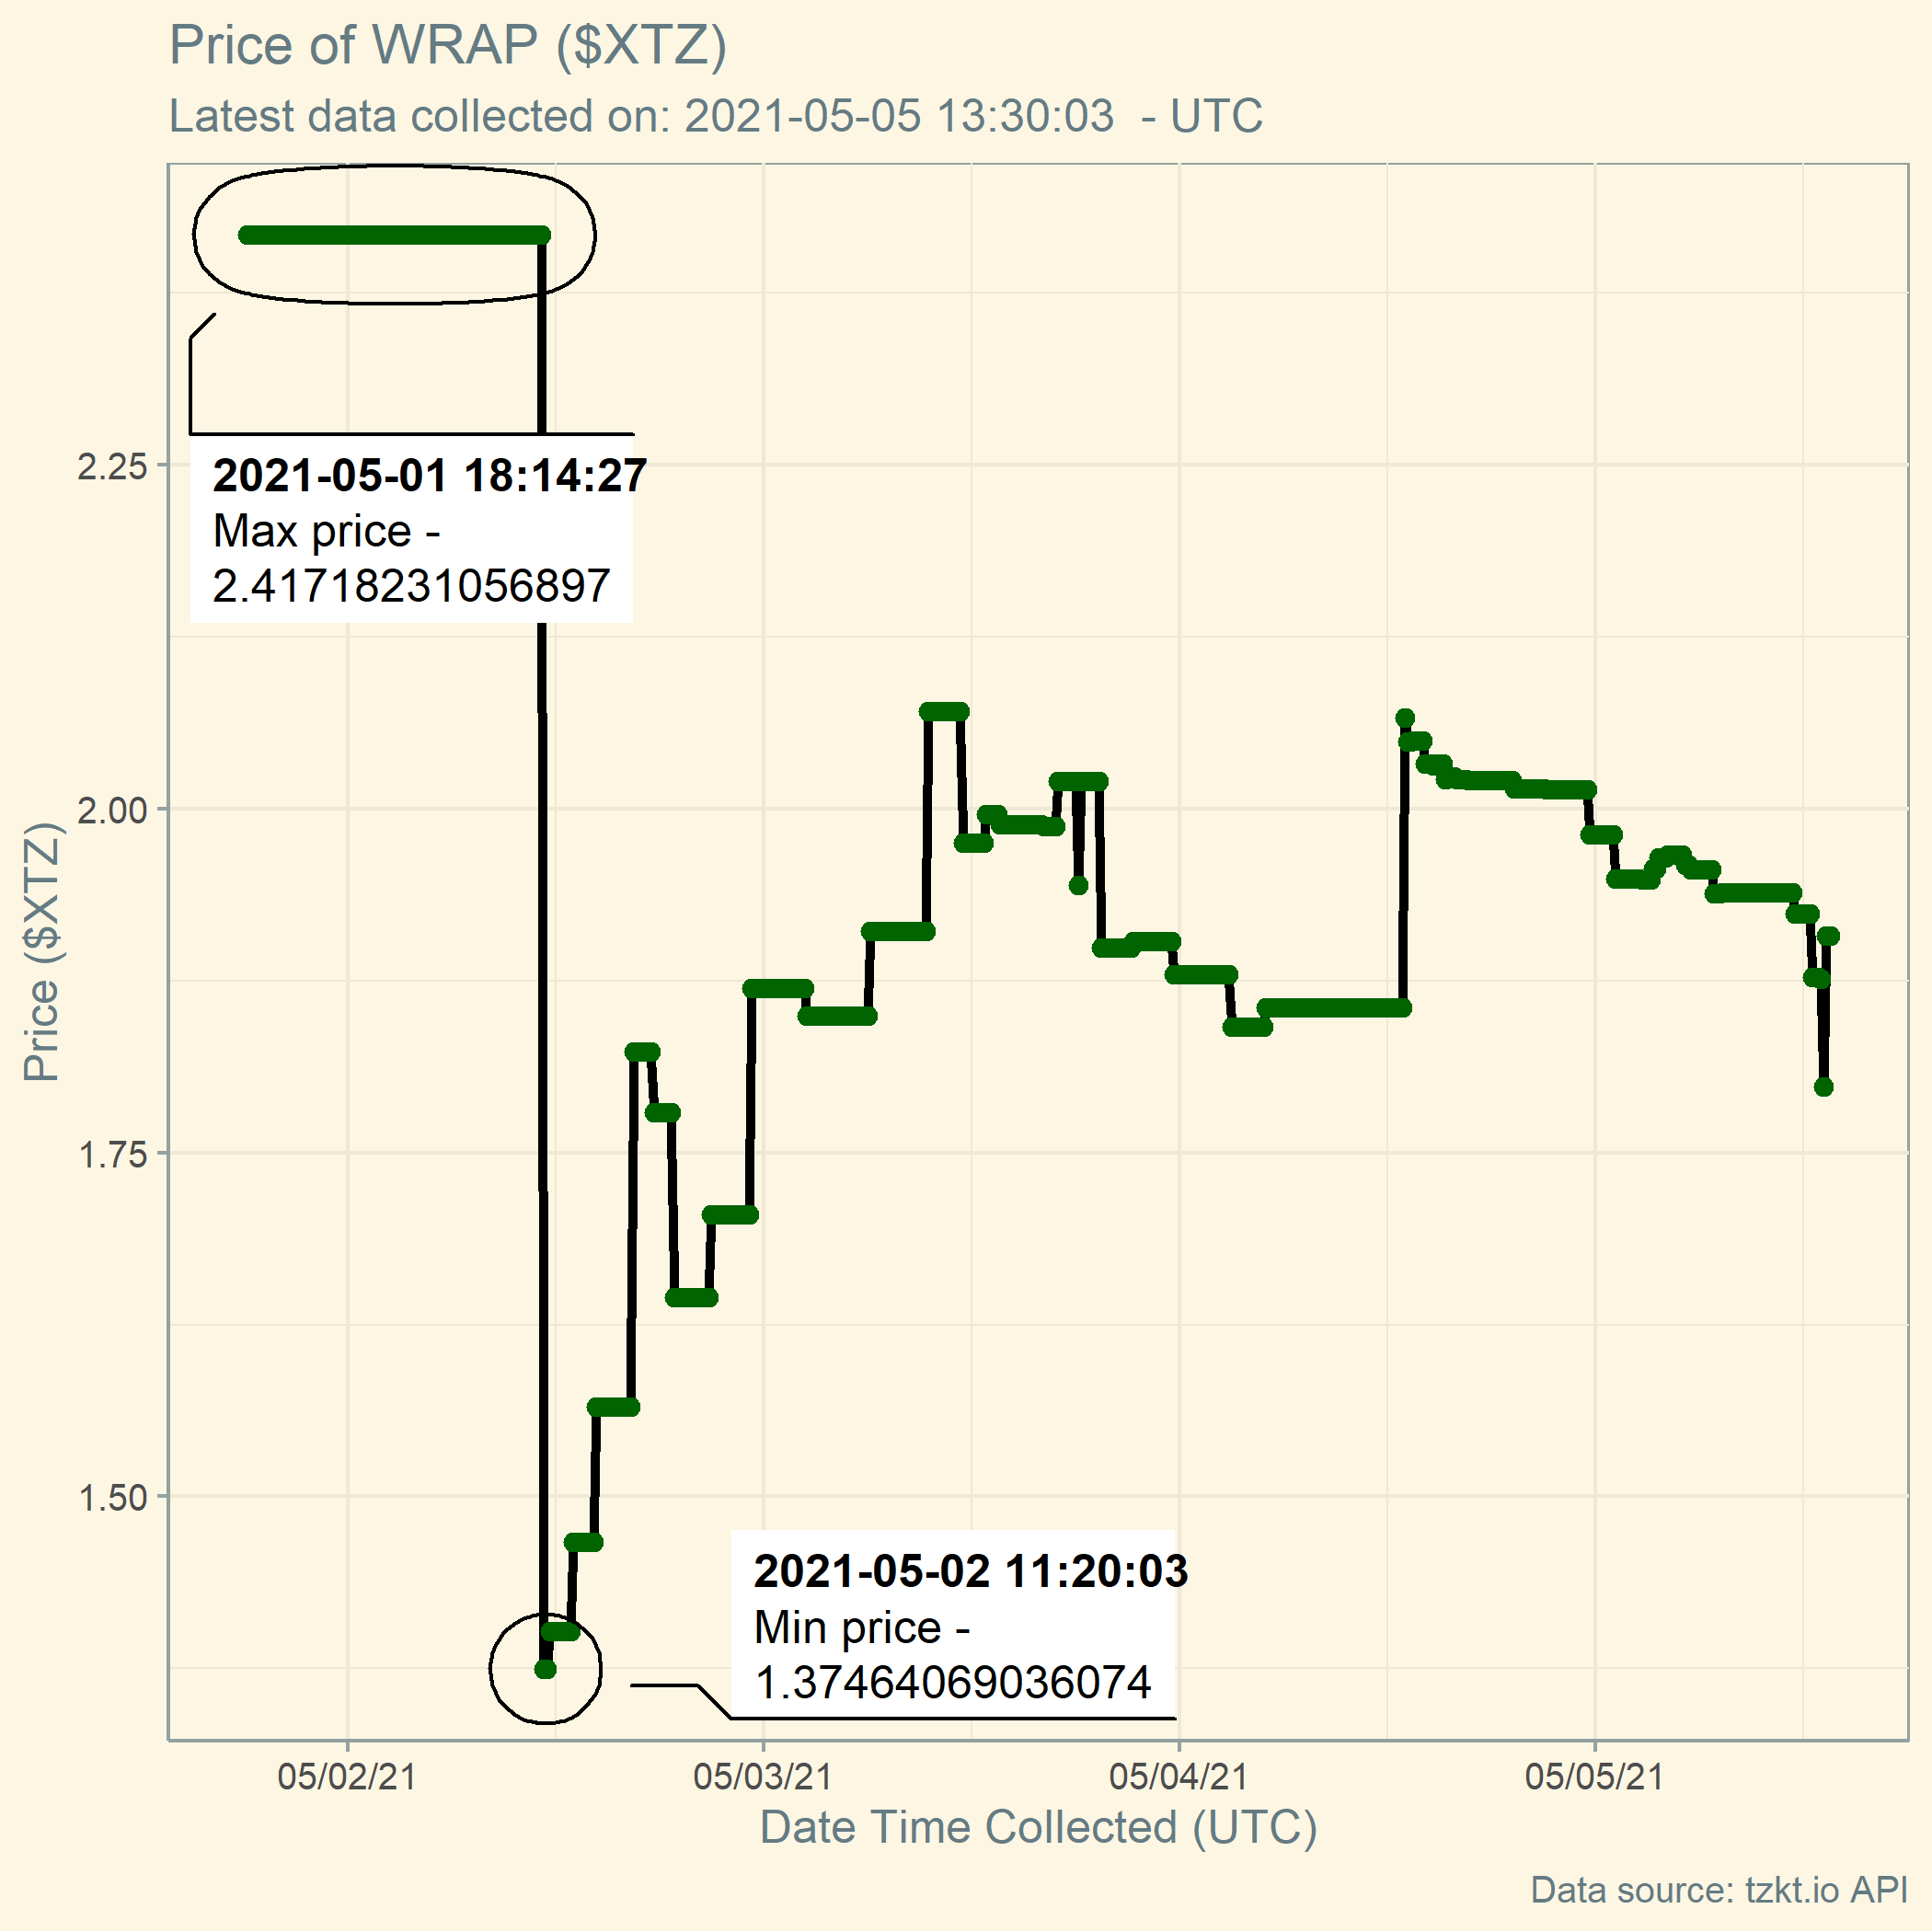 Price of WRAP ($XTZ)
Latest data collected on: 2021-05-05 13:30:03  - UTC
2021-05-01 18:14:27
Max price -
2.417182310568​97
2021-05-02 11:20:03
Min price -
1.37464069036074
Price ($XTZ)
2.25
2.00
1.75
1.50
05/02/21
05/03/21
05/04/21
05/05/21
Date Time Collected (UTC)
Data source: tzkt.io API